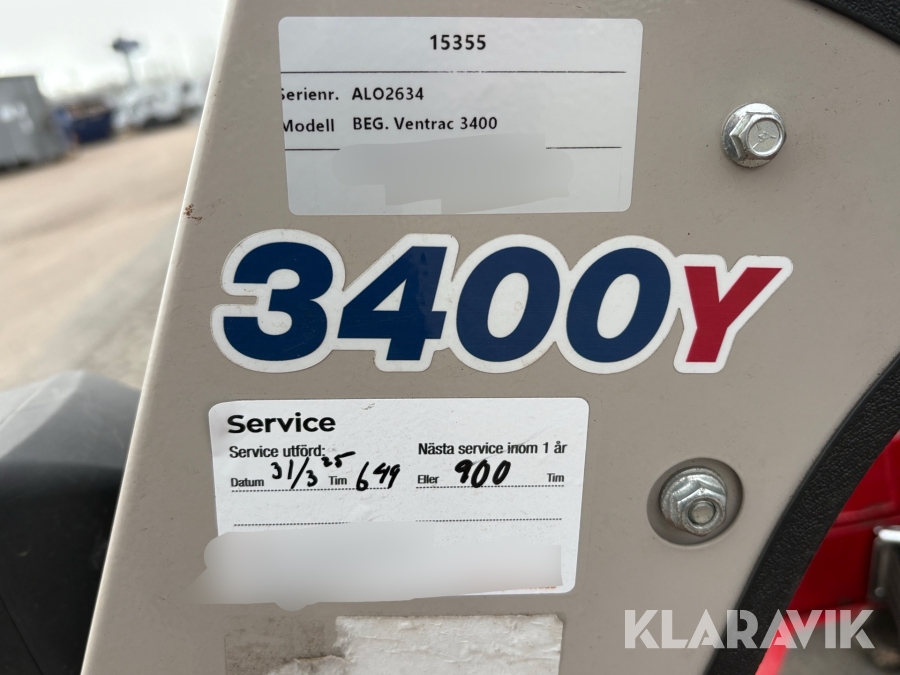 15355
Serienr. ALO2634
Modell BEG. Ventrac 3400
3400Y
Service
Service utförd: Nästa service inom 1 år
Datum 31/3 25 Tim 649 Eller 900 Tim
KLARAVIK